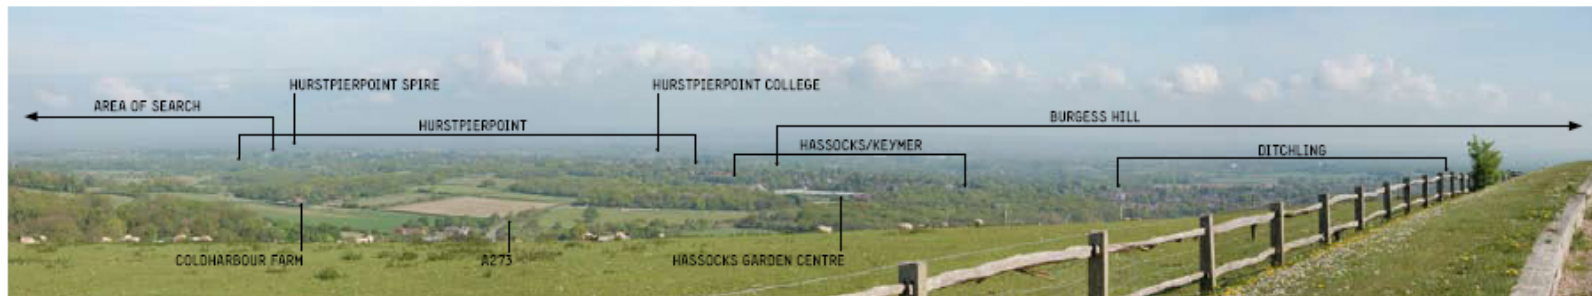 HURSTPIERPOINT SPIRE
HURSTPIERPOINT COLLEGE
AREA OF SEARCH
HURSTPIERPOINT
BURGESS HILL
HASSOCKS/KEYMER
DITCHLING
COLDHARBOUR FARM
A273
HASSOCKS GARDEN CENTRE